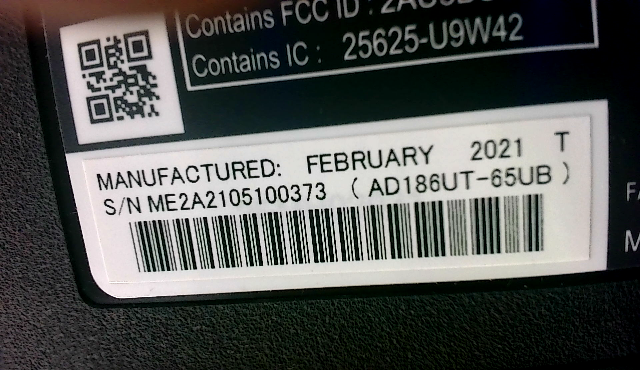 Contains FCC ID :
Contains IC : 25625-U9W42
MANUFACTURED: FEBRUARY 2021 T
S/N ME2A2105100373 ( AD186UT-65UB )